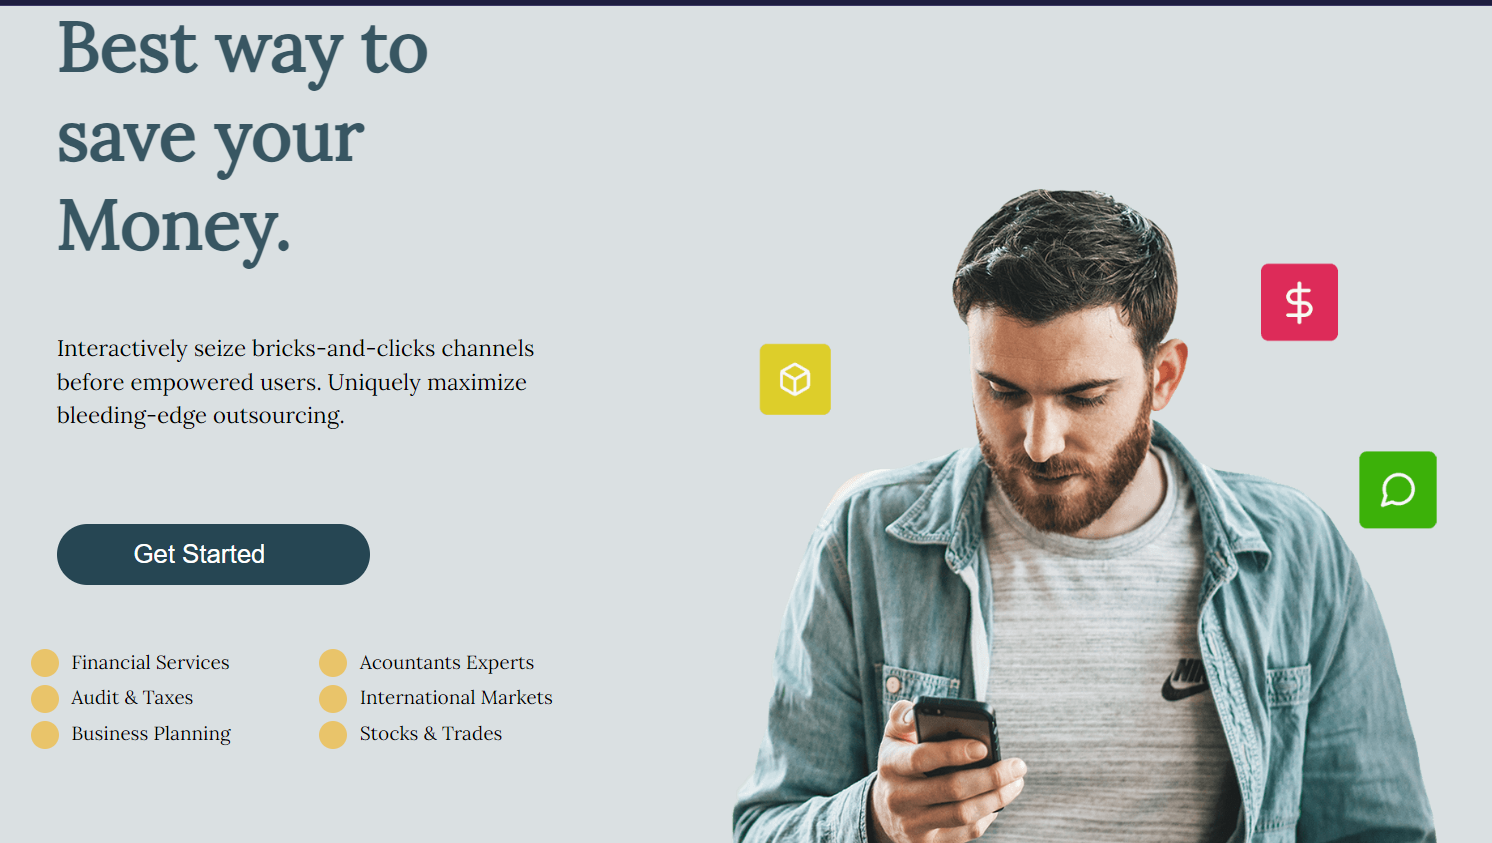 Best way to
save your
Money.
Interactively seize bricks-and-clicks channels
before empowered users. Uniquely maximize
bleeding-edge outsourcing.
Get Started
Financial Services
Audit & Taxes
Business Planning
Acountants Experts
International Markets
Stocks & Trades
$
NIKE